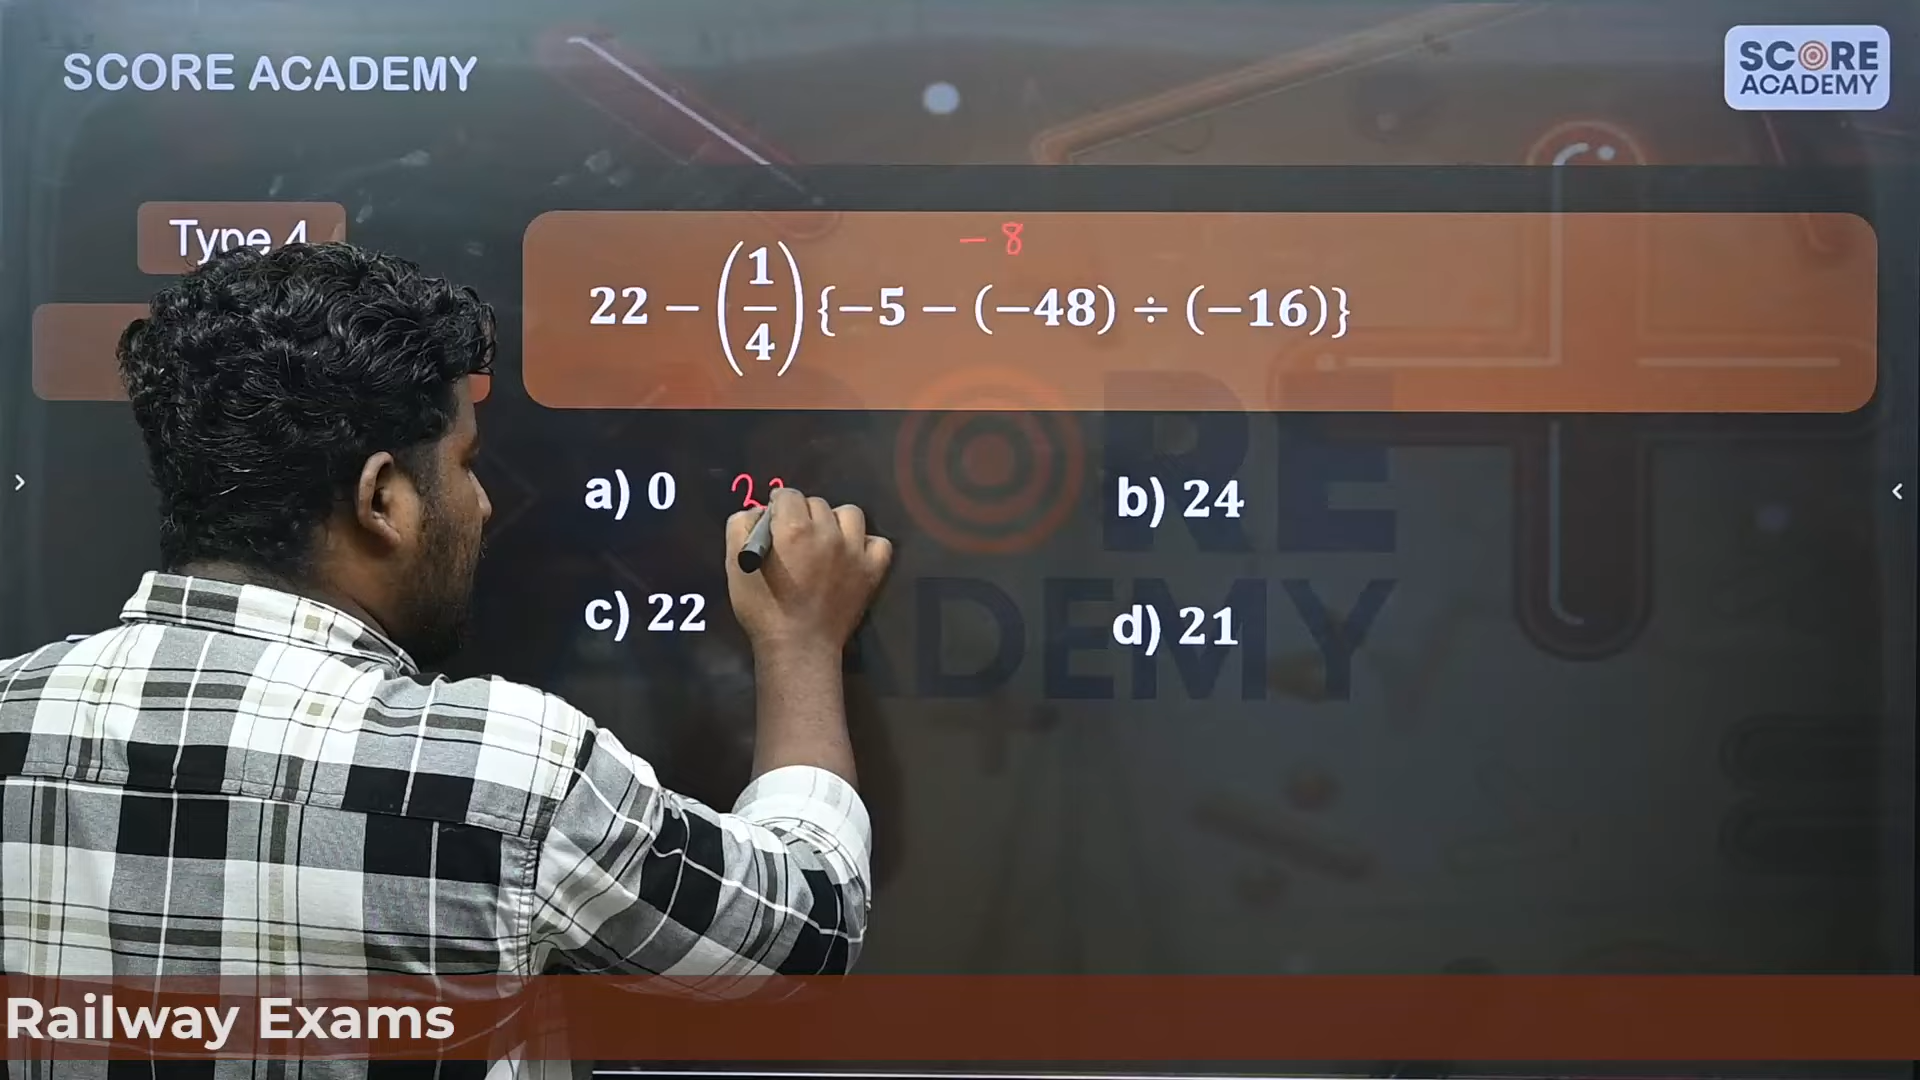 SCORE ACADEMY
SCORE
ACADEMY
Type 4
- 8
22 − (1/4) {−5 − (−48) ÷ (−16)}
a) 0
b) 24
c) 22
d) 21
Railway Exams